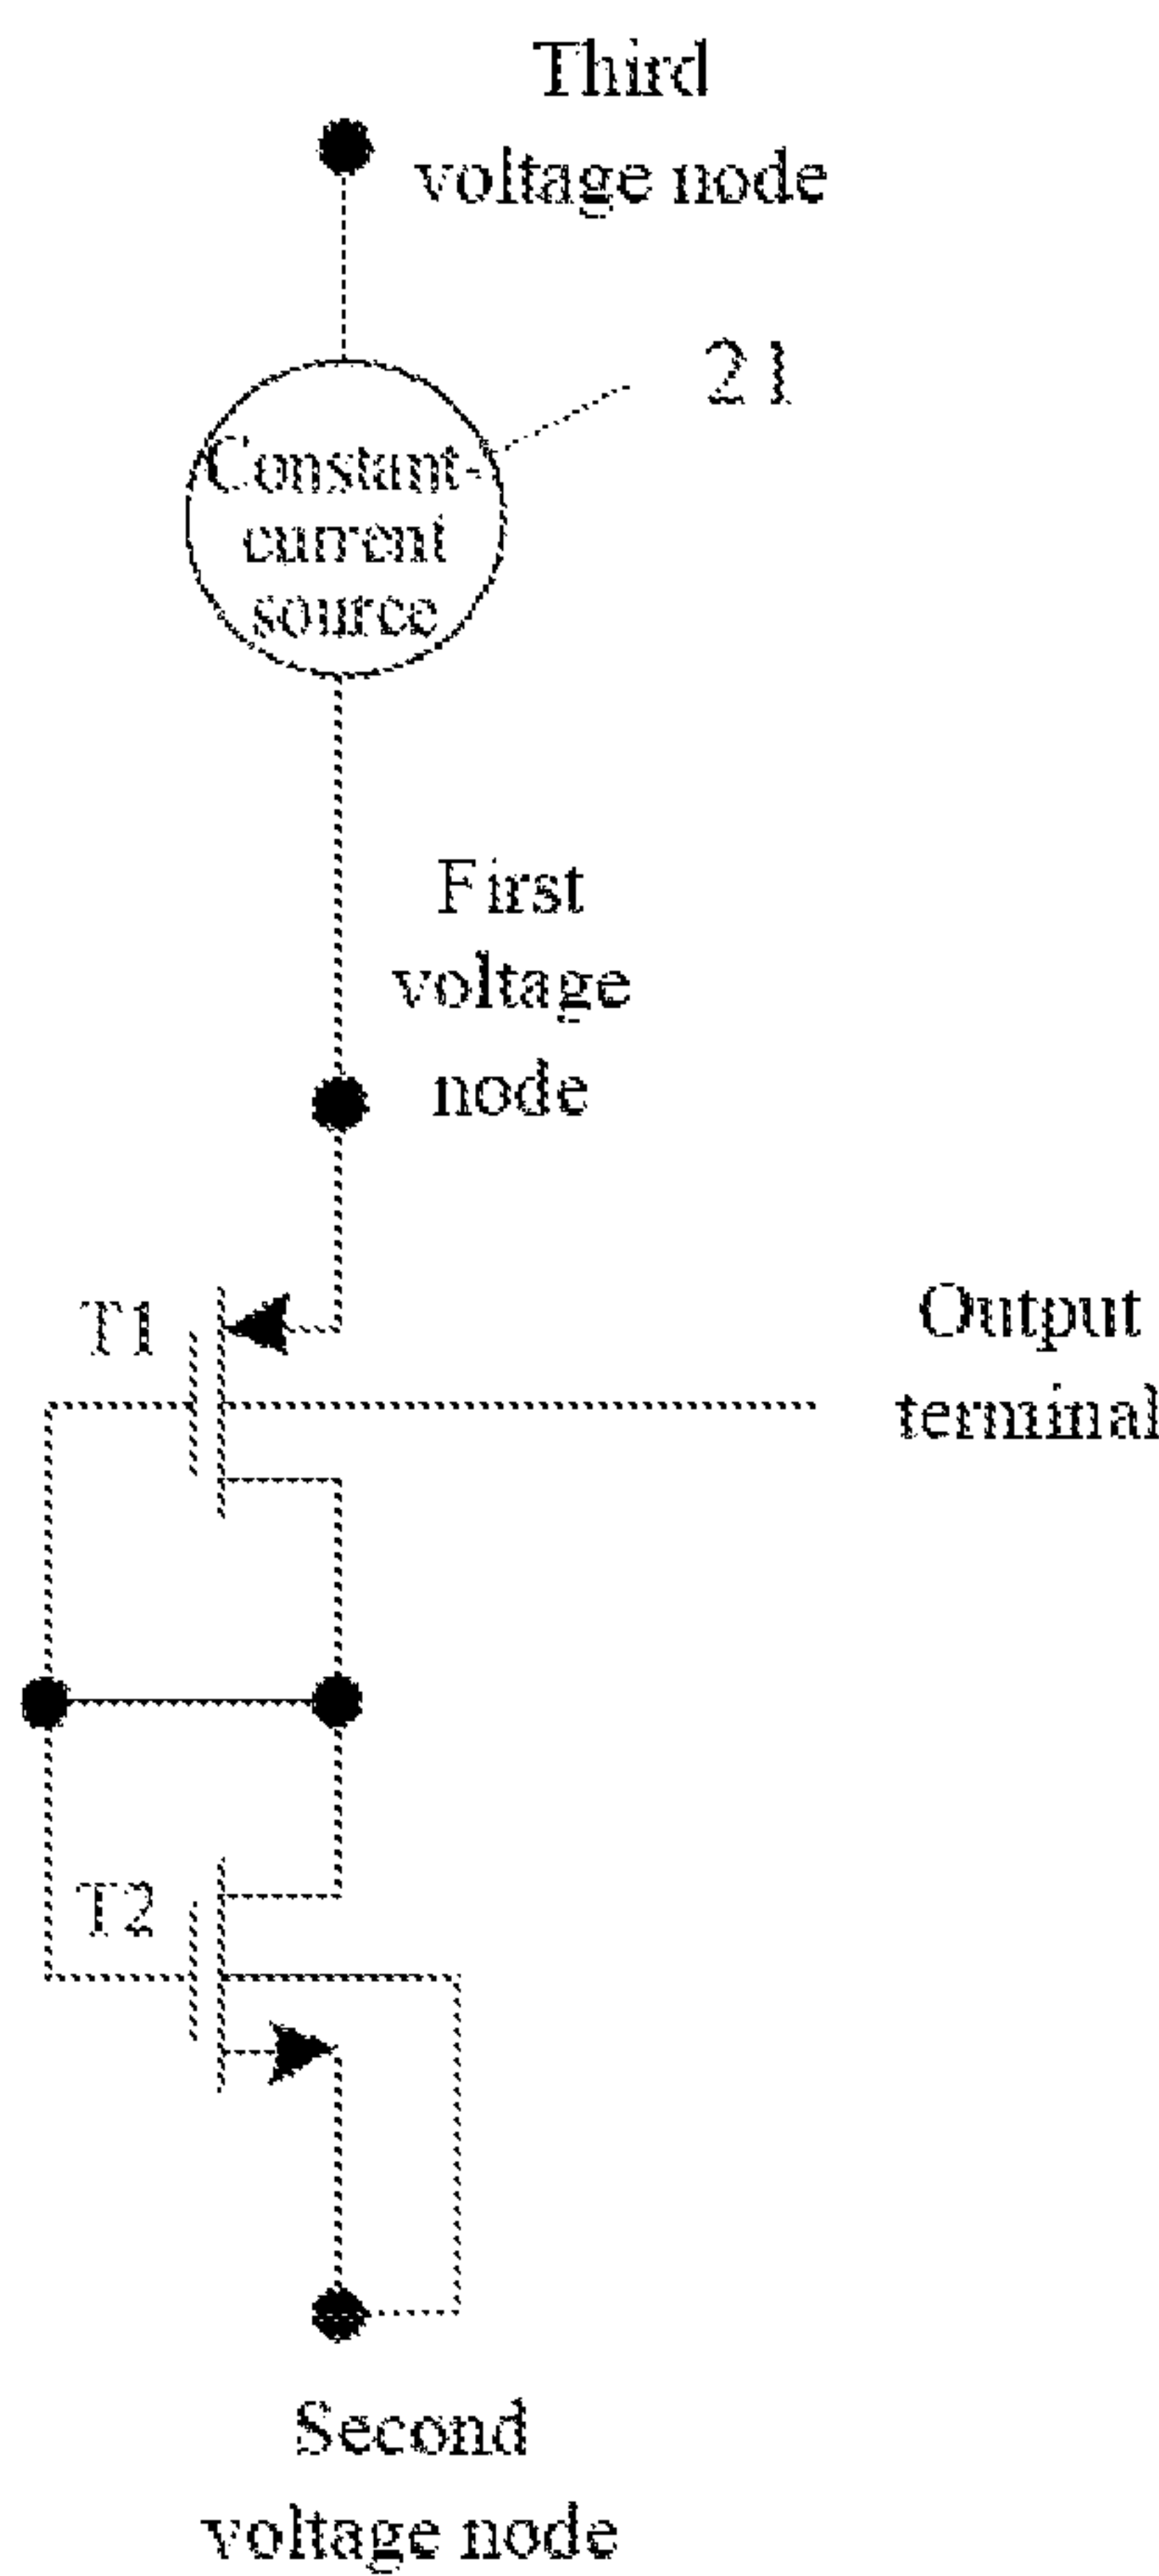 Third
voltage node
21
Constant-
current
source
First
voltage
node
T1
Output
terminal
T2
Second
voltage node